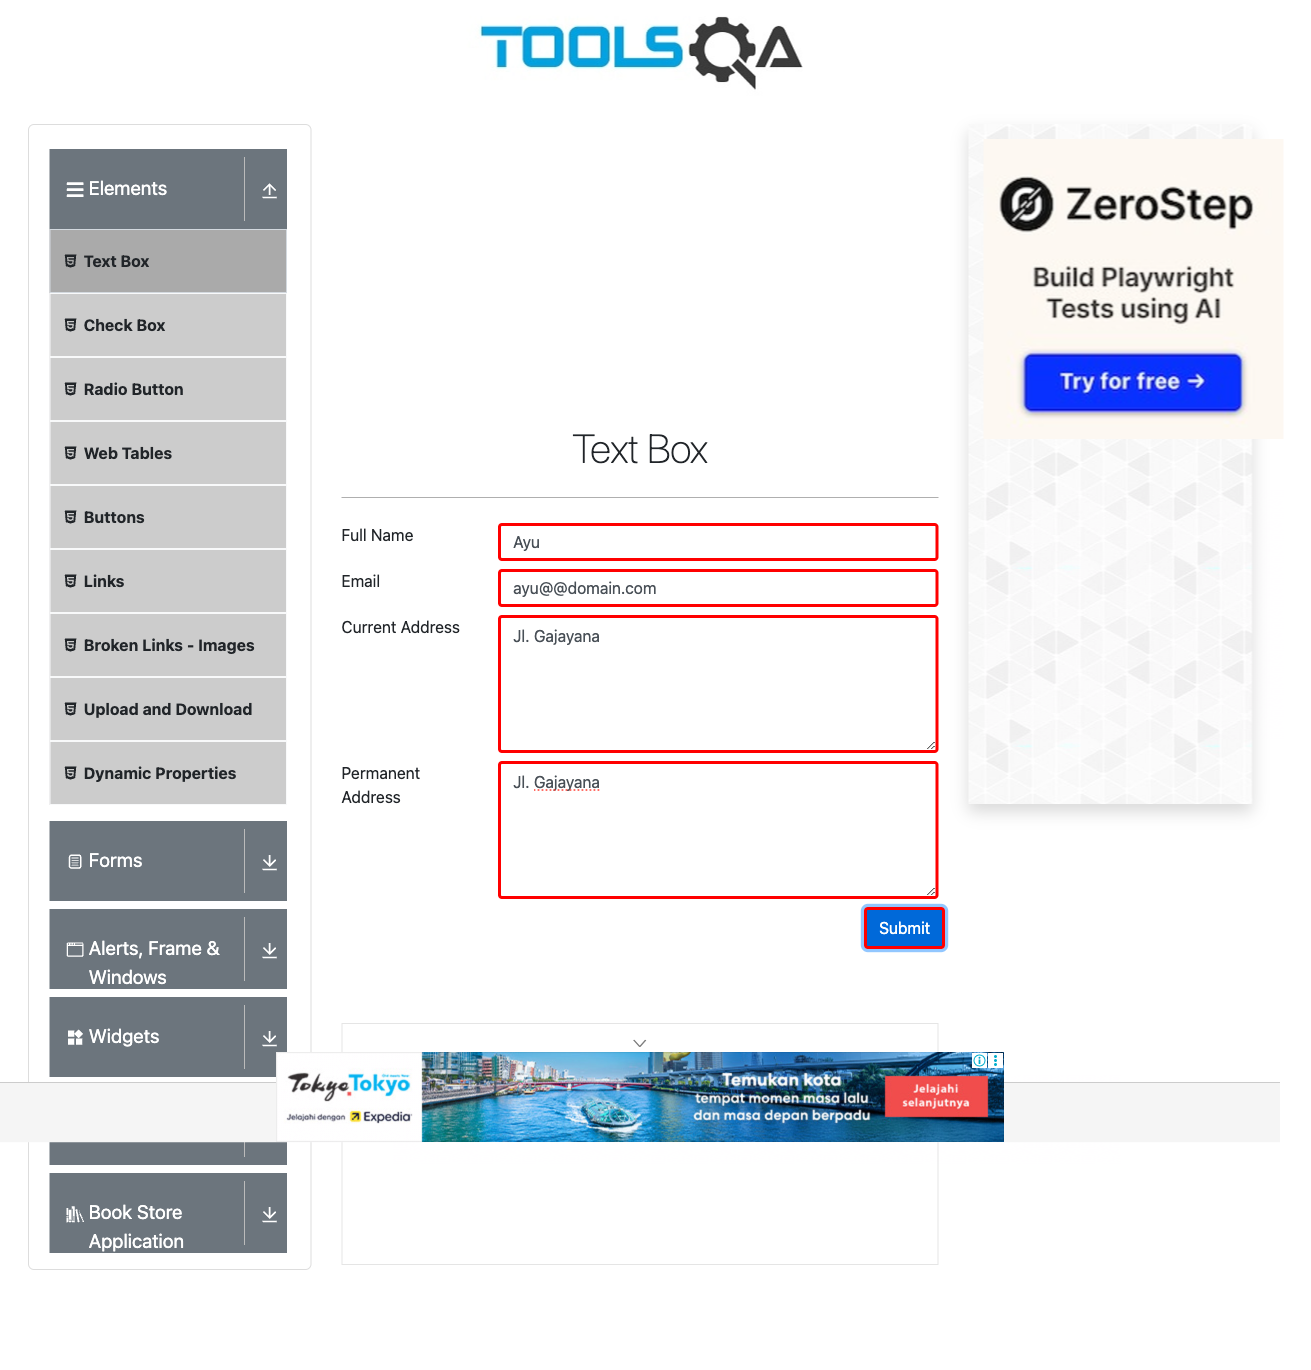 TOOLSQA
Elements
Text Box
Check Box
Radio Button
Web Tables
Buttons
Links
Broken Links - Images
Upload and Download
Dynamic Properties
Forms
Alerts, Frame &
Windows
Widgets
Book Store
Application
Text Box
Full Name
Ayu
Email
ayu@@domain.com
Current Address
Jl. Gajayana
Permanent
Address
Jl. Gajayana
Submit
ZeroStep
Build Playwright
Tests using AI
Try for free →
Tokyo Tokyo
Jelajahi dengan Expedia
Temukan kota
tempat momen masa lalu
dan masa depan berpadu
Jelajahi
selanjutnya